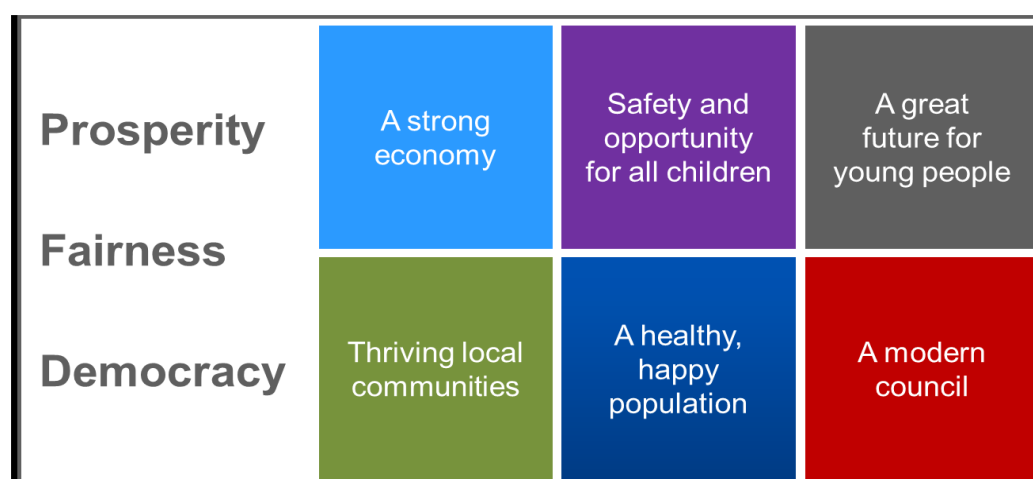 Prosperity
Fairness
Democracy
A strong
economy
Safety and
opportunity
for all children
A great
future for
young people
Thriving local
communities
A healthy,
happy
population
A modern
council